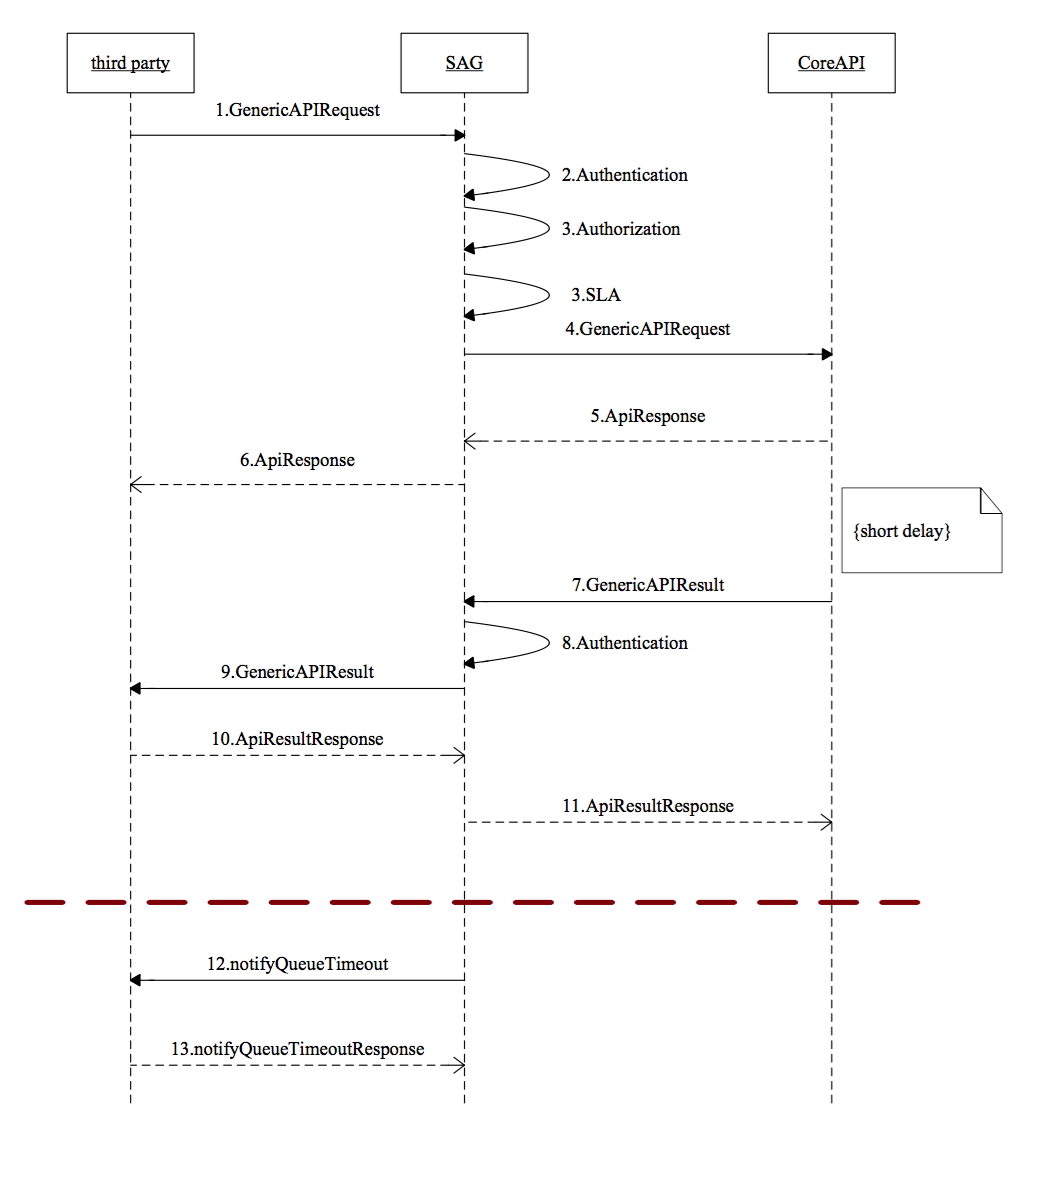 third party
SAG
CoreAPI
1.GenericAPIRequest
2.Authentication
3.Authorization
3.SLA
4.GenericAPIRequest
5.ApiResponse
6.ApiResponse
{short delay}
7.GenericAPIResult
8.Authentication
9.GenericAPIResult
10.ApiResultResponse
11.ApiResultResponse
12.notifyQueueTimeout
13.notifyQueueTimeoutResponse